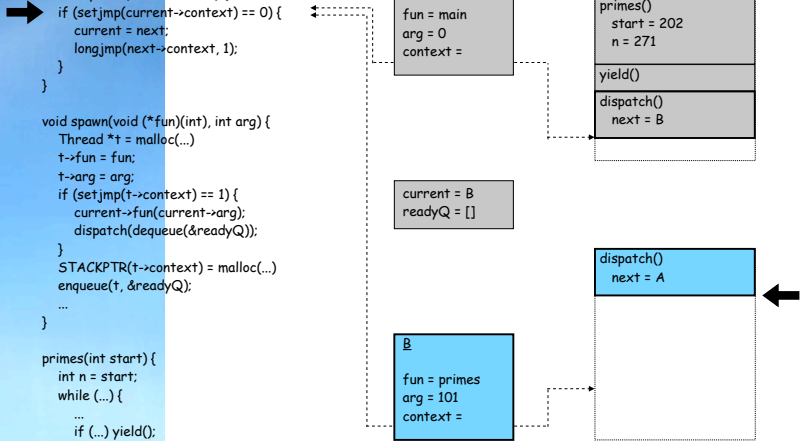 if (setjmp(current->context) == 0) {
current = next;
longjmp(next->context, 1);
}
}
void spawn(void (*fun)(int), int arg) {
Thread *t = malloc(...)
t->fun = fun;
t->arg = arg;
if (setjmp(t->context) == 1) {
current->fun(current->arg);
dispatch(dequeue(&readyQ));
}
STACKPTR(t->context) = malloc(...)
enqueue(t, &readyQ);
...
}
primes(int start) {
int n = start;
while (...) {
...
if (...) yield();
fun = main
arg = 0
context =
current = B
readyQ = []
B
fun = primes
arg = 101
context =
primes()
start = 202
n = 271
yield()
dispatch()
next = B
dispatch()
next = A